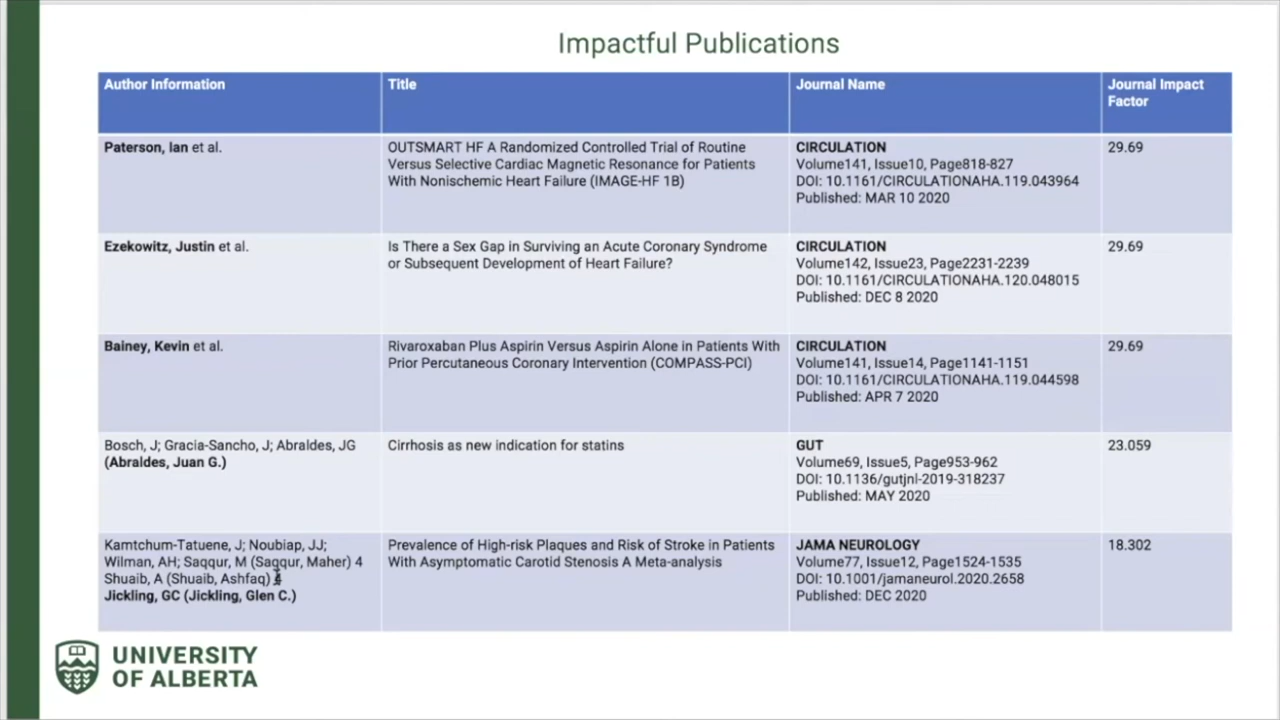 Impactful Publications
Author Information
Title
Journal Name
Journal Impact
Factor
Paterson, Ian et al.
OUTSMART HF A Randomized Controlled Trial of Routine
Versus Selective Cardiac Magnetic Resonance for Patients
With Nonischemic Heart Failure (IMAGE-HF 1B)
CIRCULATION
Volume141, Issue10, Page818-827
DOI: 10.1161/CIRCULATIONAHA.119.043964
Published: MAR 10 2020
29.69
Ezekowitz, Justin et al.
Is There a Sex Gap in Surviving an Acute Coronary Syndrome
or Subsequent Development of Heart Failure?
CIRCULATION
Volume142, Issue23, Page2231-2239
DOI: 10.1161/CIRCULATIONAHA.120.048015
Published: DEC 8 2020
29.69
Bainey, Kevin et al.
Rivaroxaban Plus Aspirin Versus Aspirin Alone in Patients With
Prior Percutaneous Coronary Intervention (COMPASS-PCI)
CIRCULATION
Volume141, Issue14, Page1141-1151
DOI: 10.1161/CIRCULATIONAHA.119.044598
Published: APR 7 2020
29.69
Bosch, J; Gracia-Sancho, J; Abraldes, JG
(Abraldes, Juan G.)
Cirrhosis as new indication for statins
GUT
Volume69, Issue5, Page953-962
DOI: 10.1136/gutjnl-2019-318237
Published: MAY 2020
23.059
Kamtchum-Tatuene, J; Noubiap, JJ;
Wilman, AH; Saqqur, M (Saqqur, Maher) 4
Shuaib, A (Shuaib, Ashfaq)
Jickling, GC (Jickling, Glen C.)
Prevalence of High-risk Plaques and Risk of Stroke in Patients
With Asymptomatic Carotid Stenosis A Meta-analysis
JAMA NEUROLOGY
Volume77, Issue12, Page1524-1535
DOI: 10.1001/jamaneurol.2020.2658
Published: DEC 2020
18.302
UNIVERSITY
OF ALBERTA